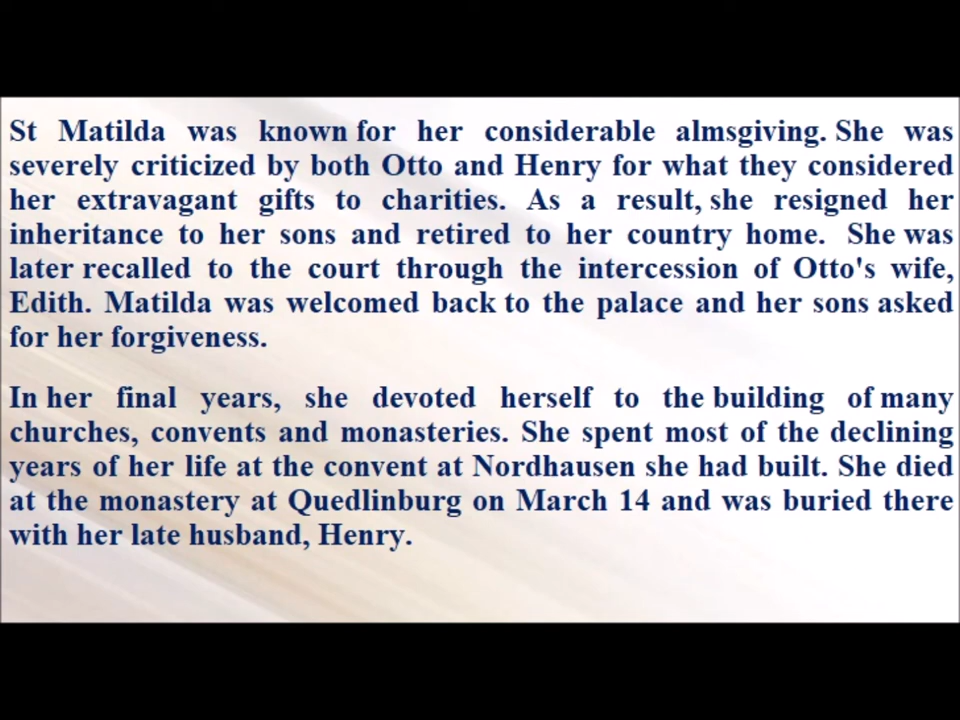 St Matilda was known for her considerable almsgiving. She was
severely criticized by both Otto and Henry for what they considered
her extravagant gifts to charities. As a result, she resigned her
inheritance to her sons and retired to her country home. She was
later recalled to the court through the intercession of Otto's wife,
Edith. Matilda was welcomed back to the palace and her sons asked
for her forgiveness.
In her final years, she devoted herself to the building of many
churches, convents and monasteries. She spent most of the declining
years of her life at the convent at Nordhausen she had built. She died
at the monastery at Quedlinburg on March 14 and was buried there
with her late husband, Henry.